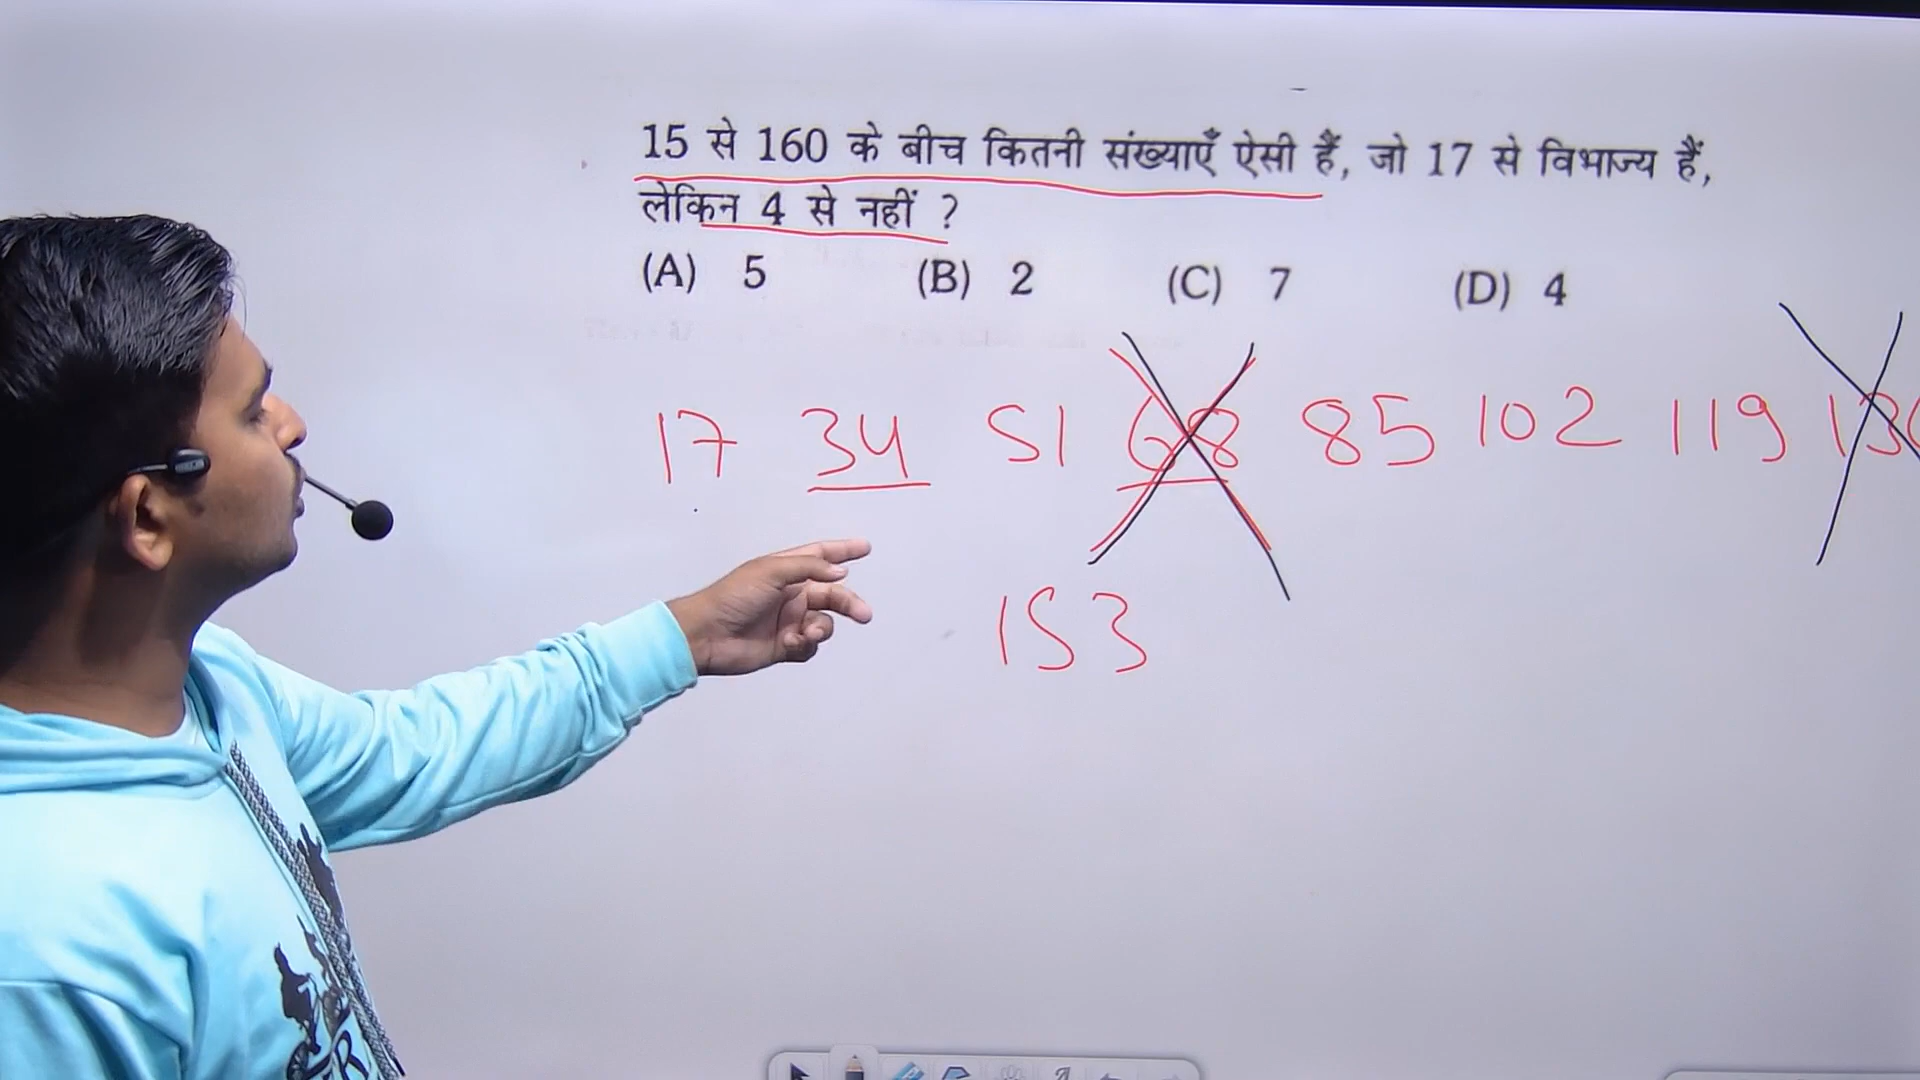 15 से 160 के बीच कितनी संख्याएँ ऐसी हैं, जो 17 से विभाज्य हैं,
लेकिन 4 से नहीं ?
(A) 5 (B) 2 (C) 7 (D) 4
17 34 51 68 85 102 119
153